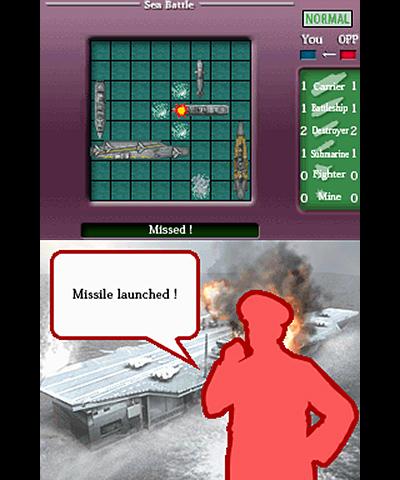 Sea Battle
NORMAL
You OPP
1 Carrier 1
1 Battleship 1
2 Destroyer 2
1 Submarine 1
0 Fighter 0
0 Mine 0
Missed !
Missile launched !